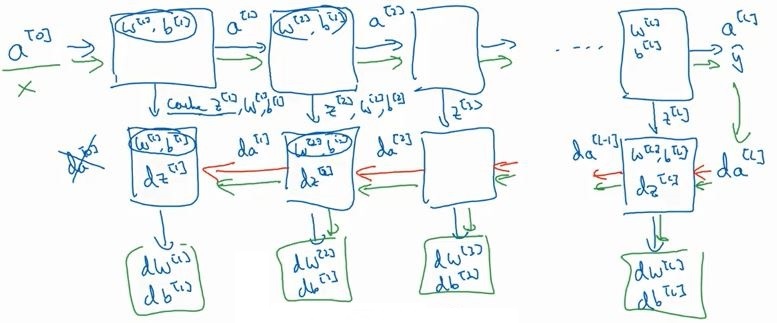 a^[0]
x
w^[1], b^[1]
a^[1]
w^[2], b^[2]
a^[2]
....
w^[L]
b^[L]
a^[L]
ŷ
cache z^[1], w^[1], b^[1]
z^[2], w^[2], b^[2]
z^[3]
z^[L]
da^[0]
w^[1], b^[1]
dz^[1]
da^[1]
w^[2], b^[2]
dz^[2]
da^[2]
da^[L-1]
w^[L], b^[L]
dz^[L]
da^[L]
dw^[1]
db^[1]
dw^[2]
db^[2]
dw^[3]
db^[3]
dw^[L]
db^[L]